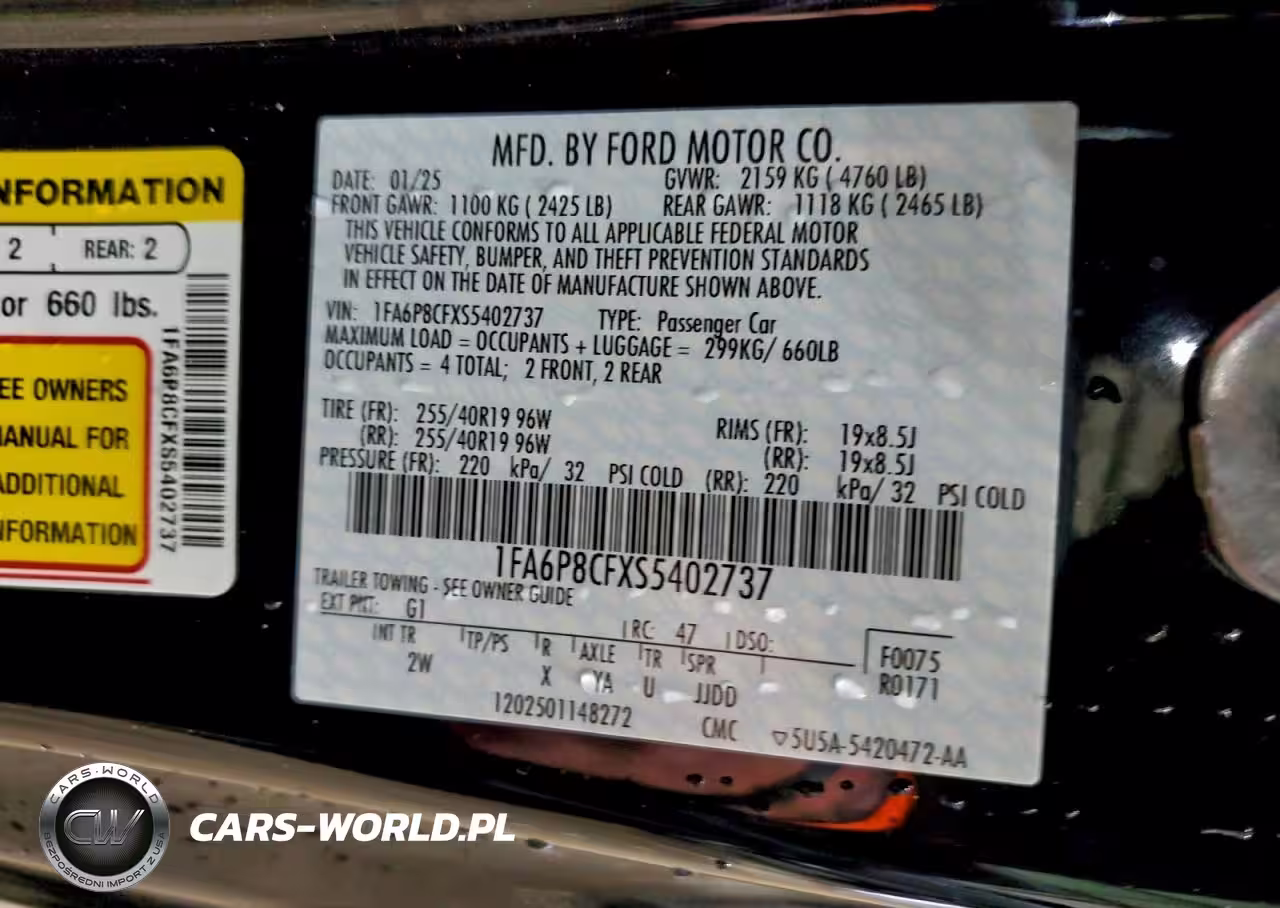 NFORMATION
2 REAR: 2
or 660 lbs.
EE OWNERS
ANUAL FOR
ADDITIONAL
NFORMATION
1FA6P8CFXS5402737
MFD. BY FORD MOTOR CO.
DATE: 01/25 GVWR: 2159 KG ( 4760 LB)
FRONT GAWR: 1100 KG ( 2425 LB) REAR GAWR: 1118 KG ( 2465 LB)
THIS VEHICLE CONFORMS TO ALL APPLICABLE FEDERAL MOTOR
VEHICLE SAFETY, BUMPER, AND THEFT PREVENTION STANDARDS
IN EFFECT ON THE DATE OF MANUFACTURE SHOWN ABOVE.
VIN: 1FA6P8CFXS5402737 TYPE: Passenger Car
MAXIMUM LOAD = OCCUPANTS + LUGGAGE = 299KG/ 660LB
OCCUPANTS = 4 TOTAL; 2 FRONT, 2 REAR
TIRE (FR): 255/40R19 96W RIMS (FR): 19x8.5J
(RR): 255/40R19 96W (RR): 19x8.5J
PRESSURE (FR): 220 kPa/ 32 PSI COLD (RR): 220 kPa/ 32 PSI COLD
1FA6P8CFXS5402737
TRAILER TOWING - SEE OWNER GUIDE
EXT PNT: G1 RC: 47 DSO:
INT TR TP/PS R AXLE TR SPR F0075
2W X YA U JJDD R0171
1202501148272 CMC ▽5U5A-5420472-AA
CARS-WORLD
CW
BEZPOŚREDNI IMPORT Z USA
CARS-WORLD.PL